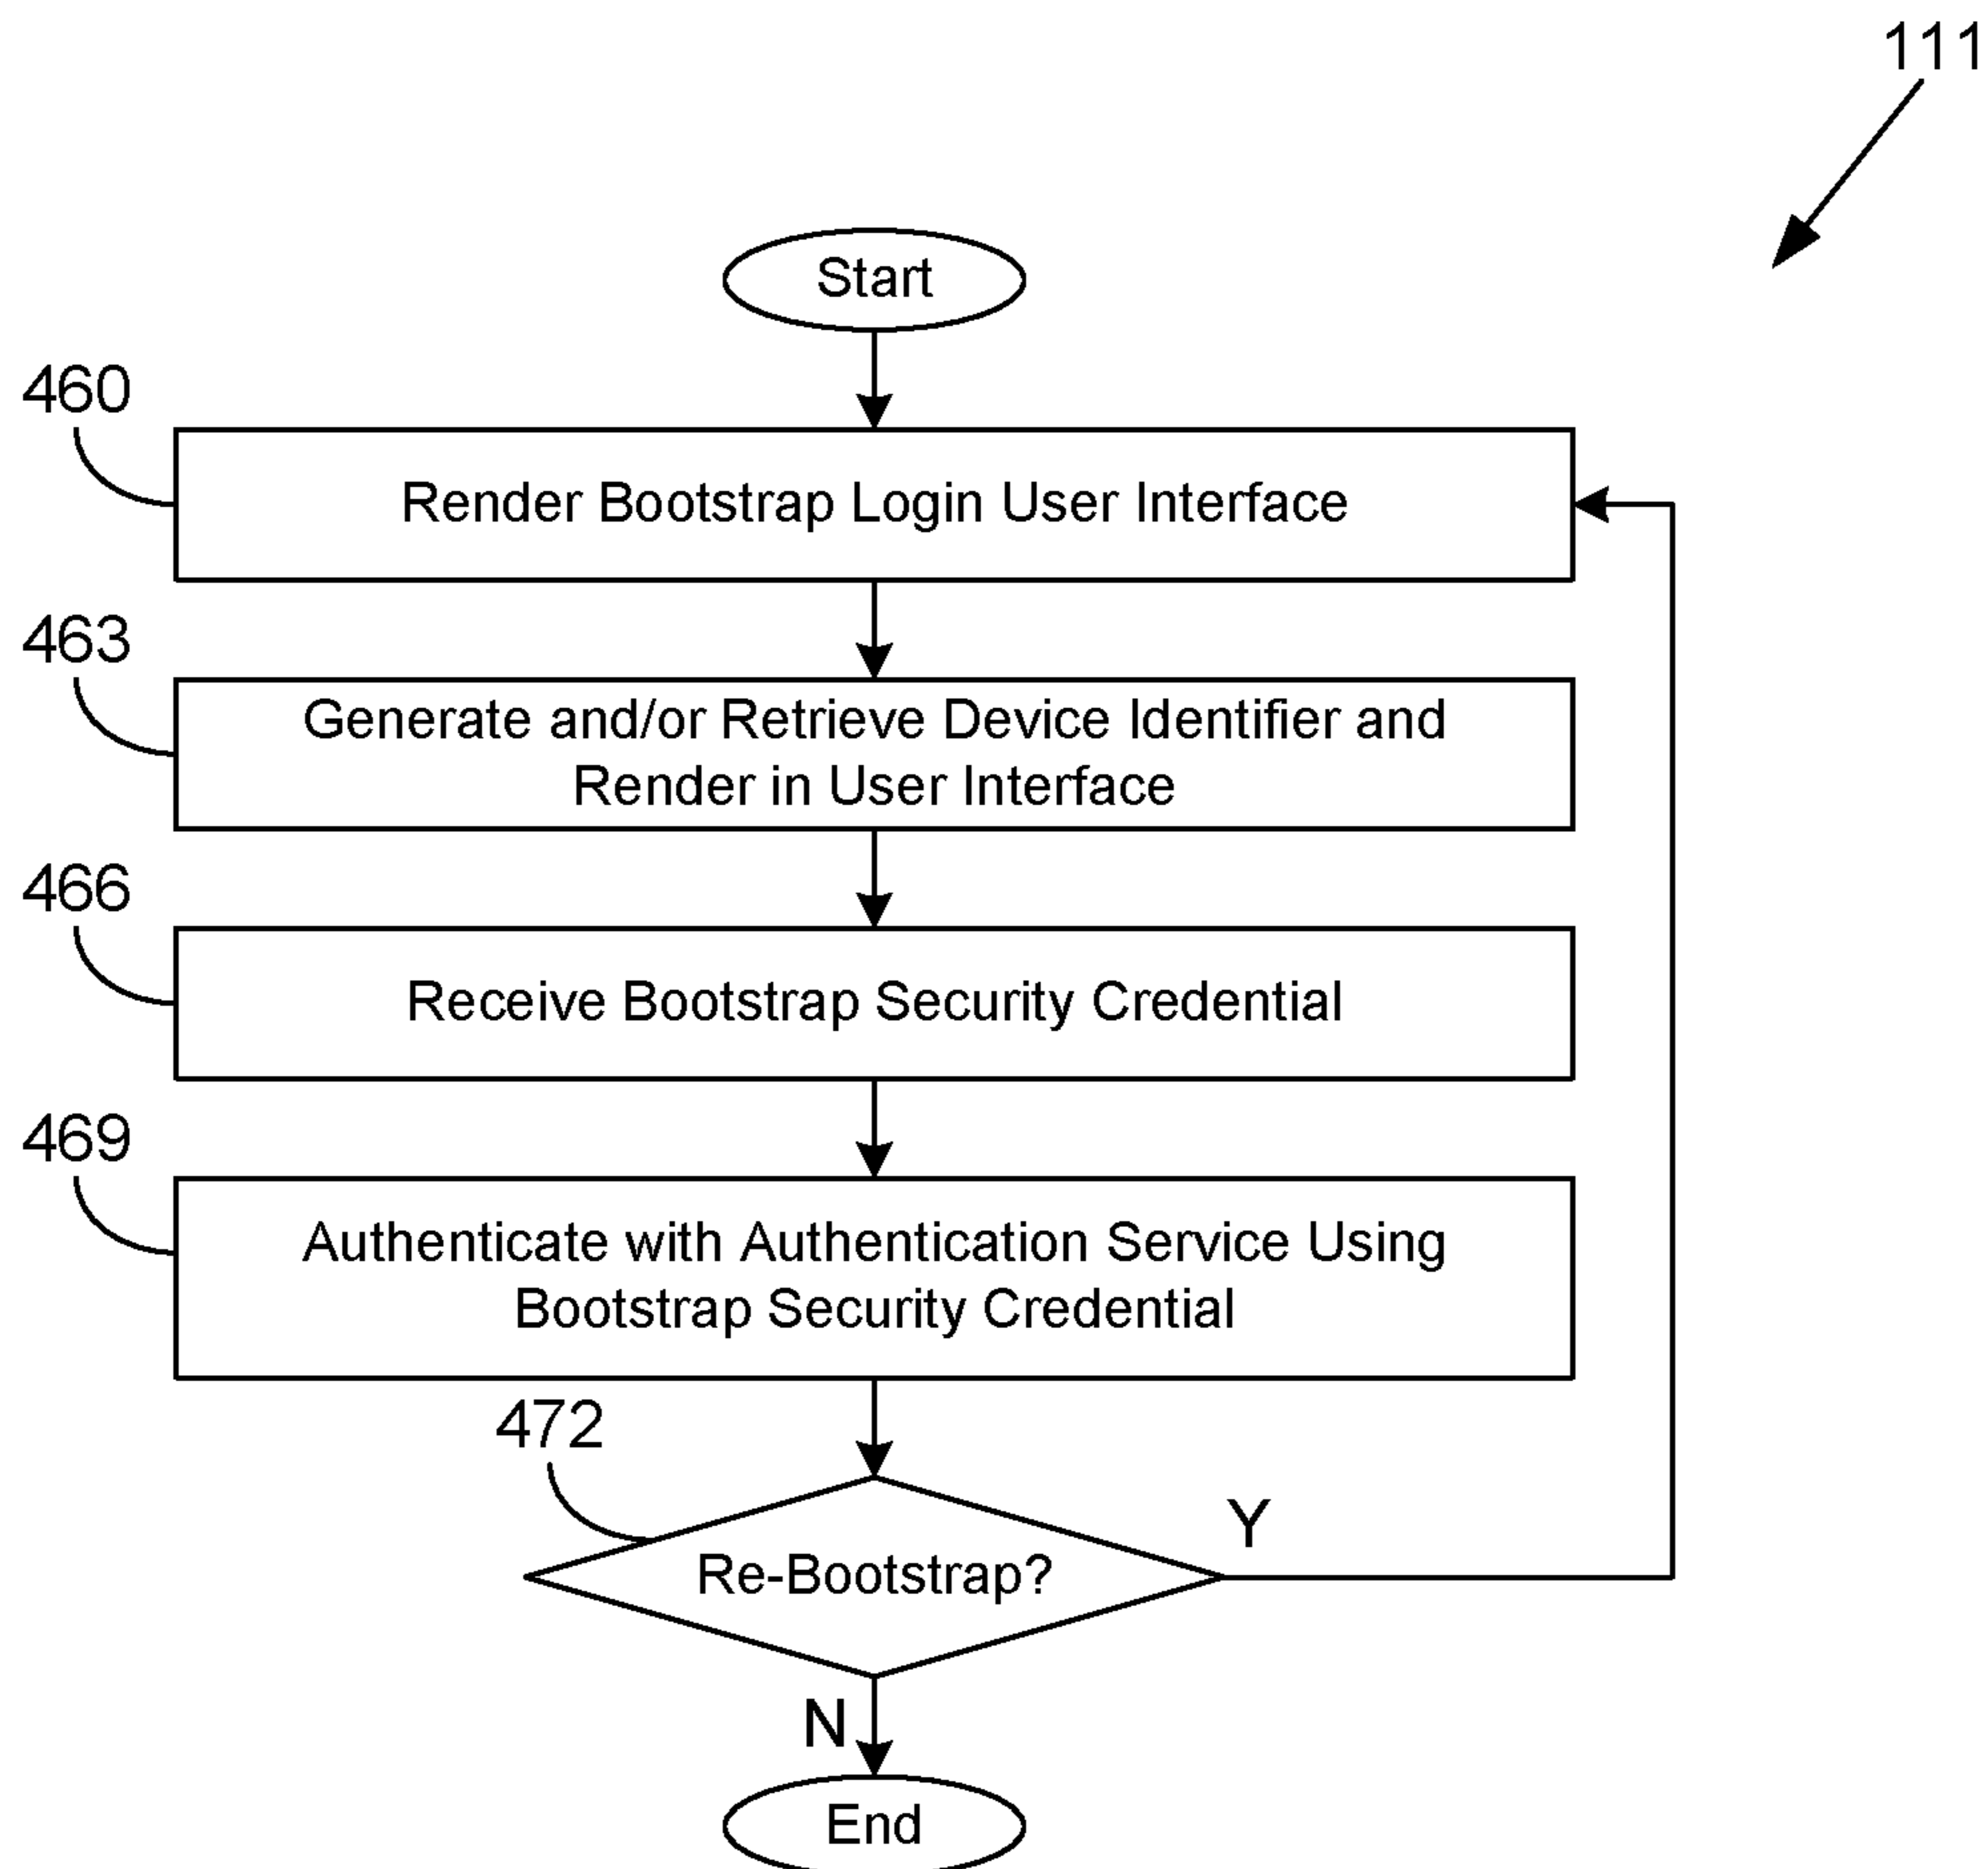 111
Start
460
Render Bootstrap Login User Interface
463
Generate and/or Retrieve Device Identifier and
Render in User Interface
466
Receive Bootstrap Security Credential
469
Authenticate with Authentication Service Using
Bootstrap Security Credential
472
Re-Bootstrap?
Y
N
End